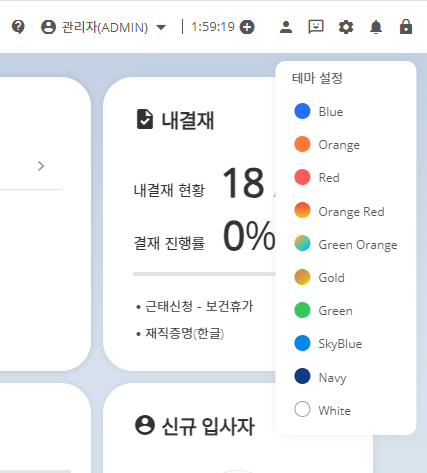 관리자(ADMIN)
1:59:19
테마 설정
Blue
Orange
Red
Orange Red
Green Orange
Gold
Green
SkyBlue
Navy
White
내결재
내결재 현황 18
결재 진행률 0%
• 근태신청 - 보건휴가
• 재직증명(한글)
신규 입사자